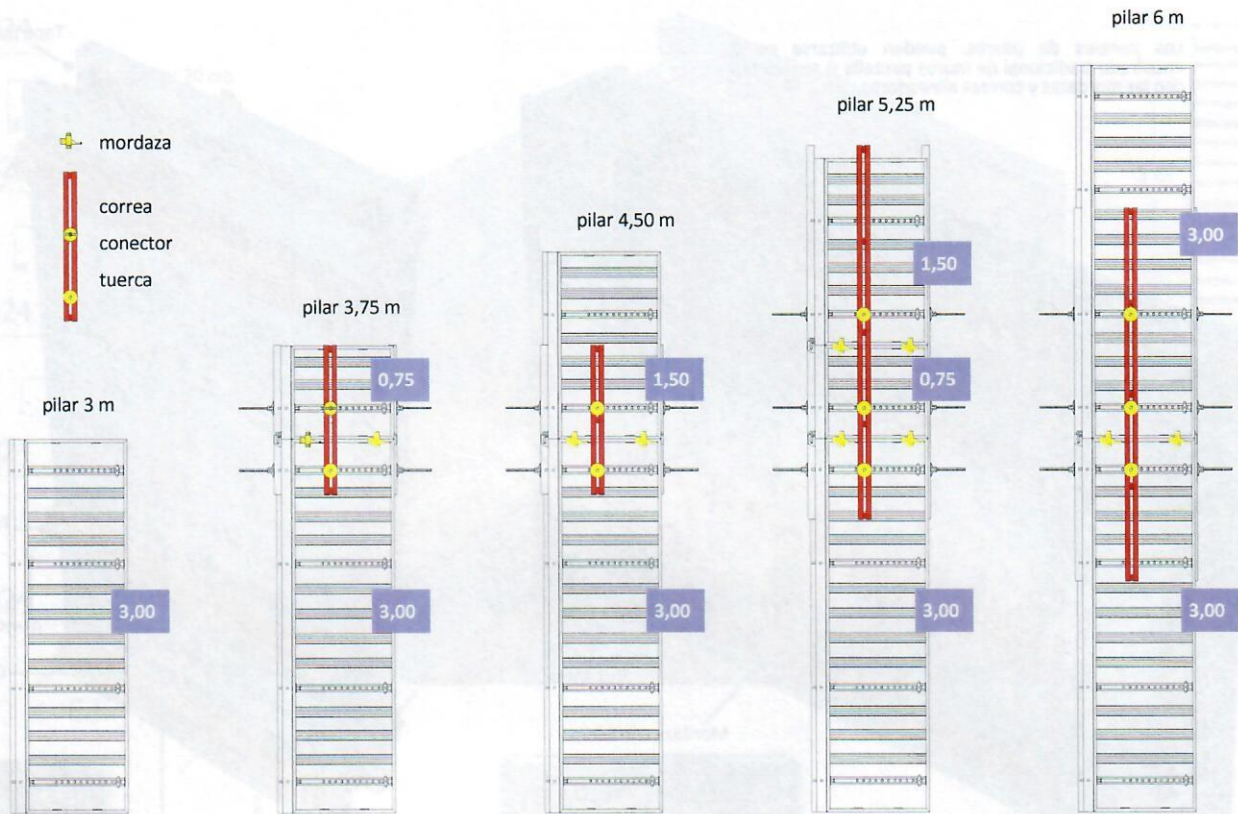 pilar 6 m
pilar 5,25 m
mordaza
correa
conector
tuerca
pilar 4,50 m
3,00
1,50
pilar 3,75 m
0,75
1,50
0,75
pilar 3 m
3,00
3,00
3,00
3,00
3,00